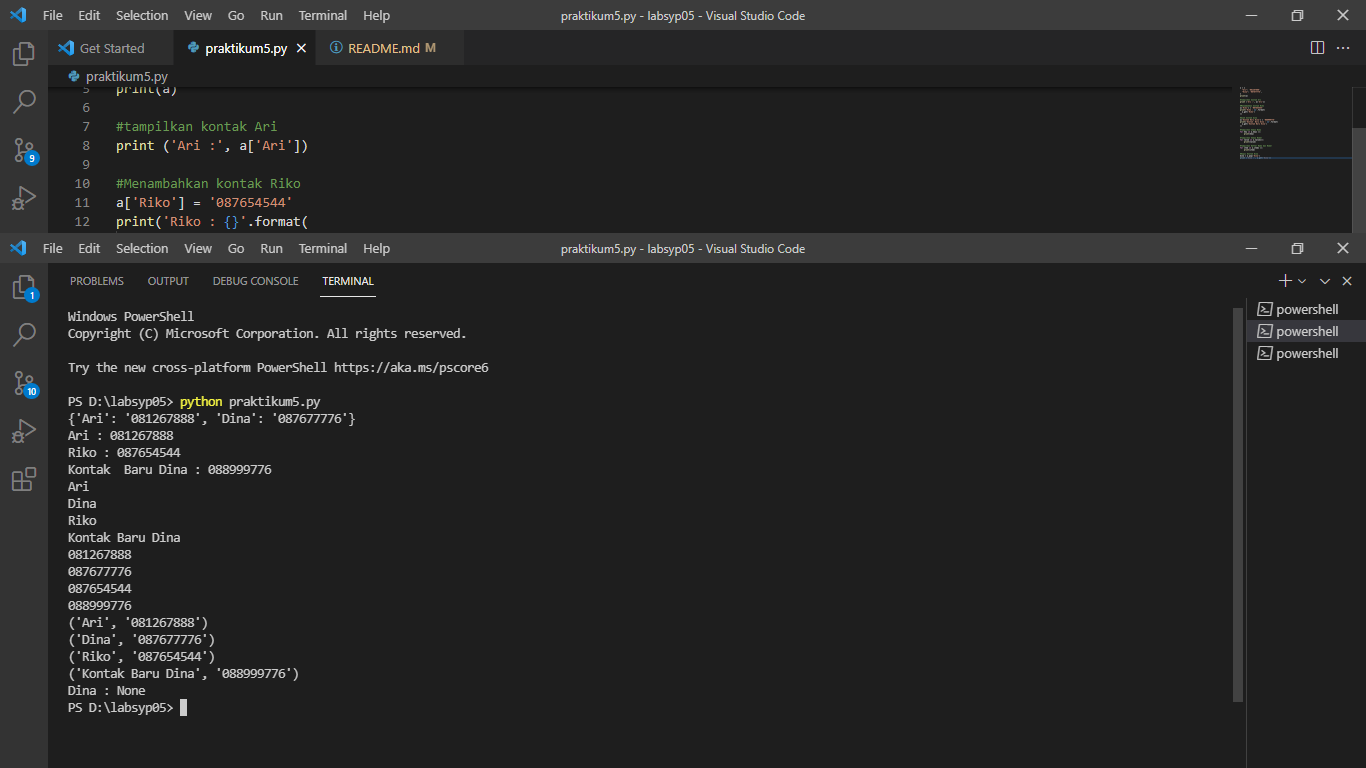 File Edit Selection View Go Run Terminal Help praktikum5.py - labsyp05 - Visual Studio Code
Get Started praktikum5.py README.md M
praktikum5.py
5 print(a)
6
7 #tampilkan kontak Ari
8 print ('Ari :', a['Ari'])
9
10 #Menambahkan kontak Riko
11 a['Riko'] = '087654544'
12 print('Riko : {}'.format(
9
File Edit Selection View Go Run Terminal Help praktikum5.py - labsyp05 - Visual Studio Code
PROBLEMS OUTPUT DEBUG CONSOLE TERMINAL
1
10
Windows PowerShell
Copyright (C) Microsoft Corporation. All rights reserved.
Try the new cross-platform PowerShell https://aka.ms/pscore6
PS D:\labsyp05> python praktikum5.py
{'Ari': '081267888', 'Dina': '087677776'}
Ari : 081267888
Riko : 087654544
Kontak  Baru Dina : 088999776
Ari
Dina
Riko
Kontak Baru Dina
081267888
087677776
087654544
088999776
('Ari', '081267888')
('Dina', '087677776')
('Riko', '087654544')
('Kontak Baru Dina', '088999776')
Dina : None
PS D:\labsyp05>
powershell
powershell
powershell